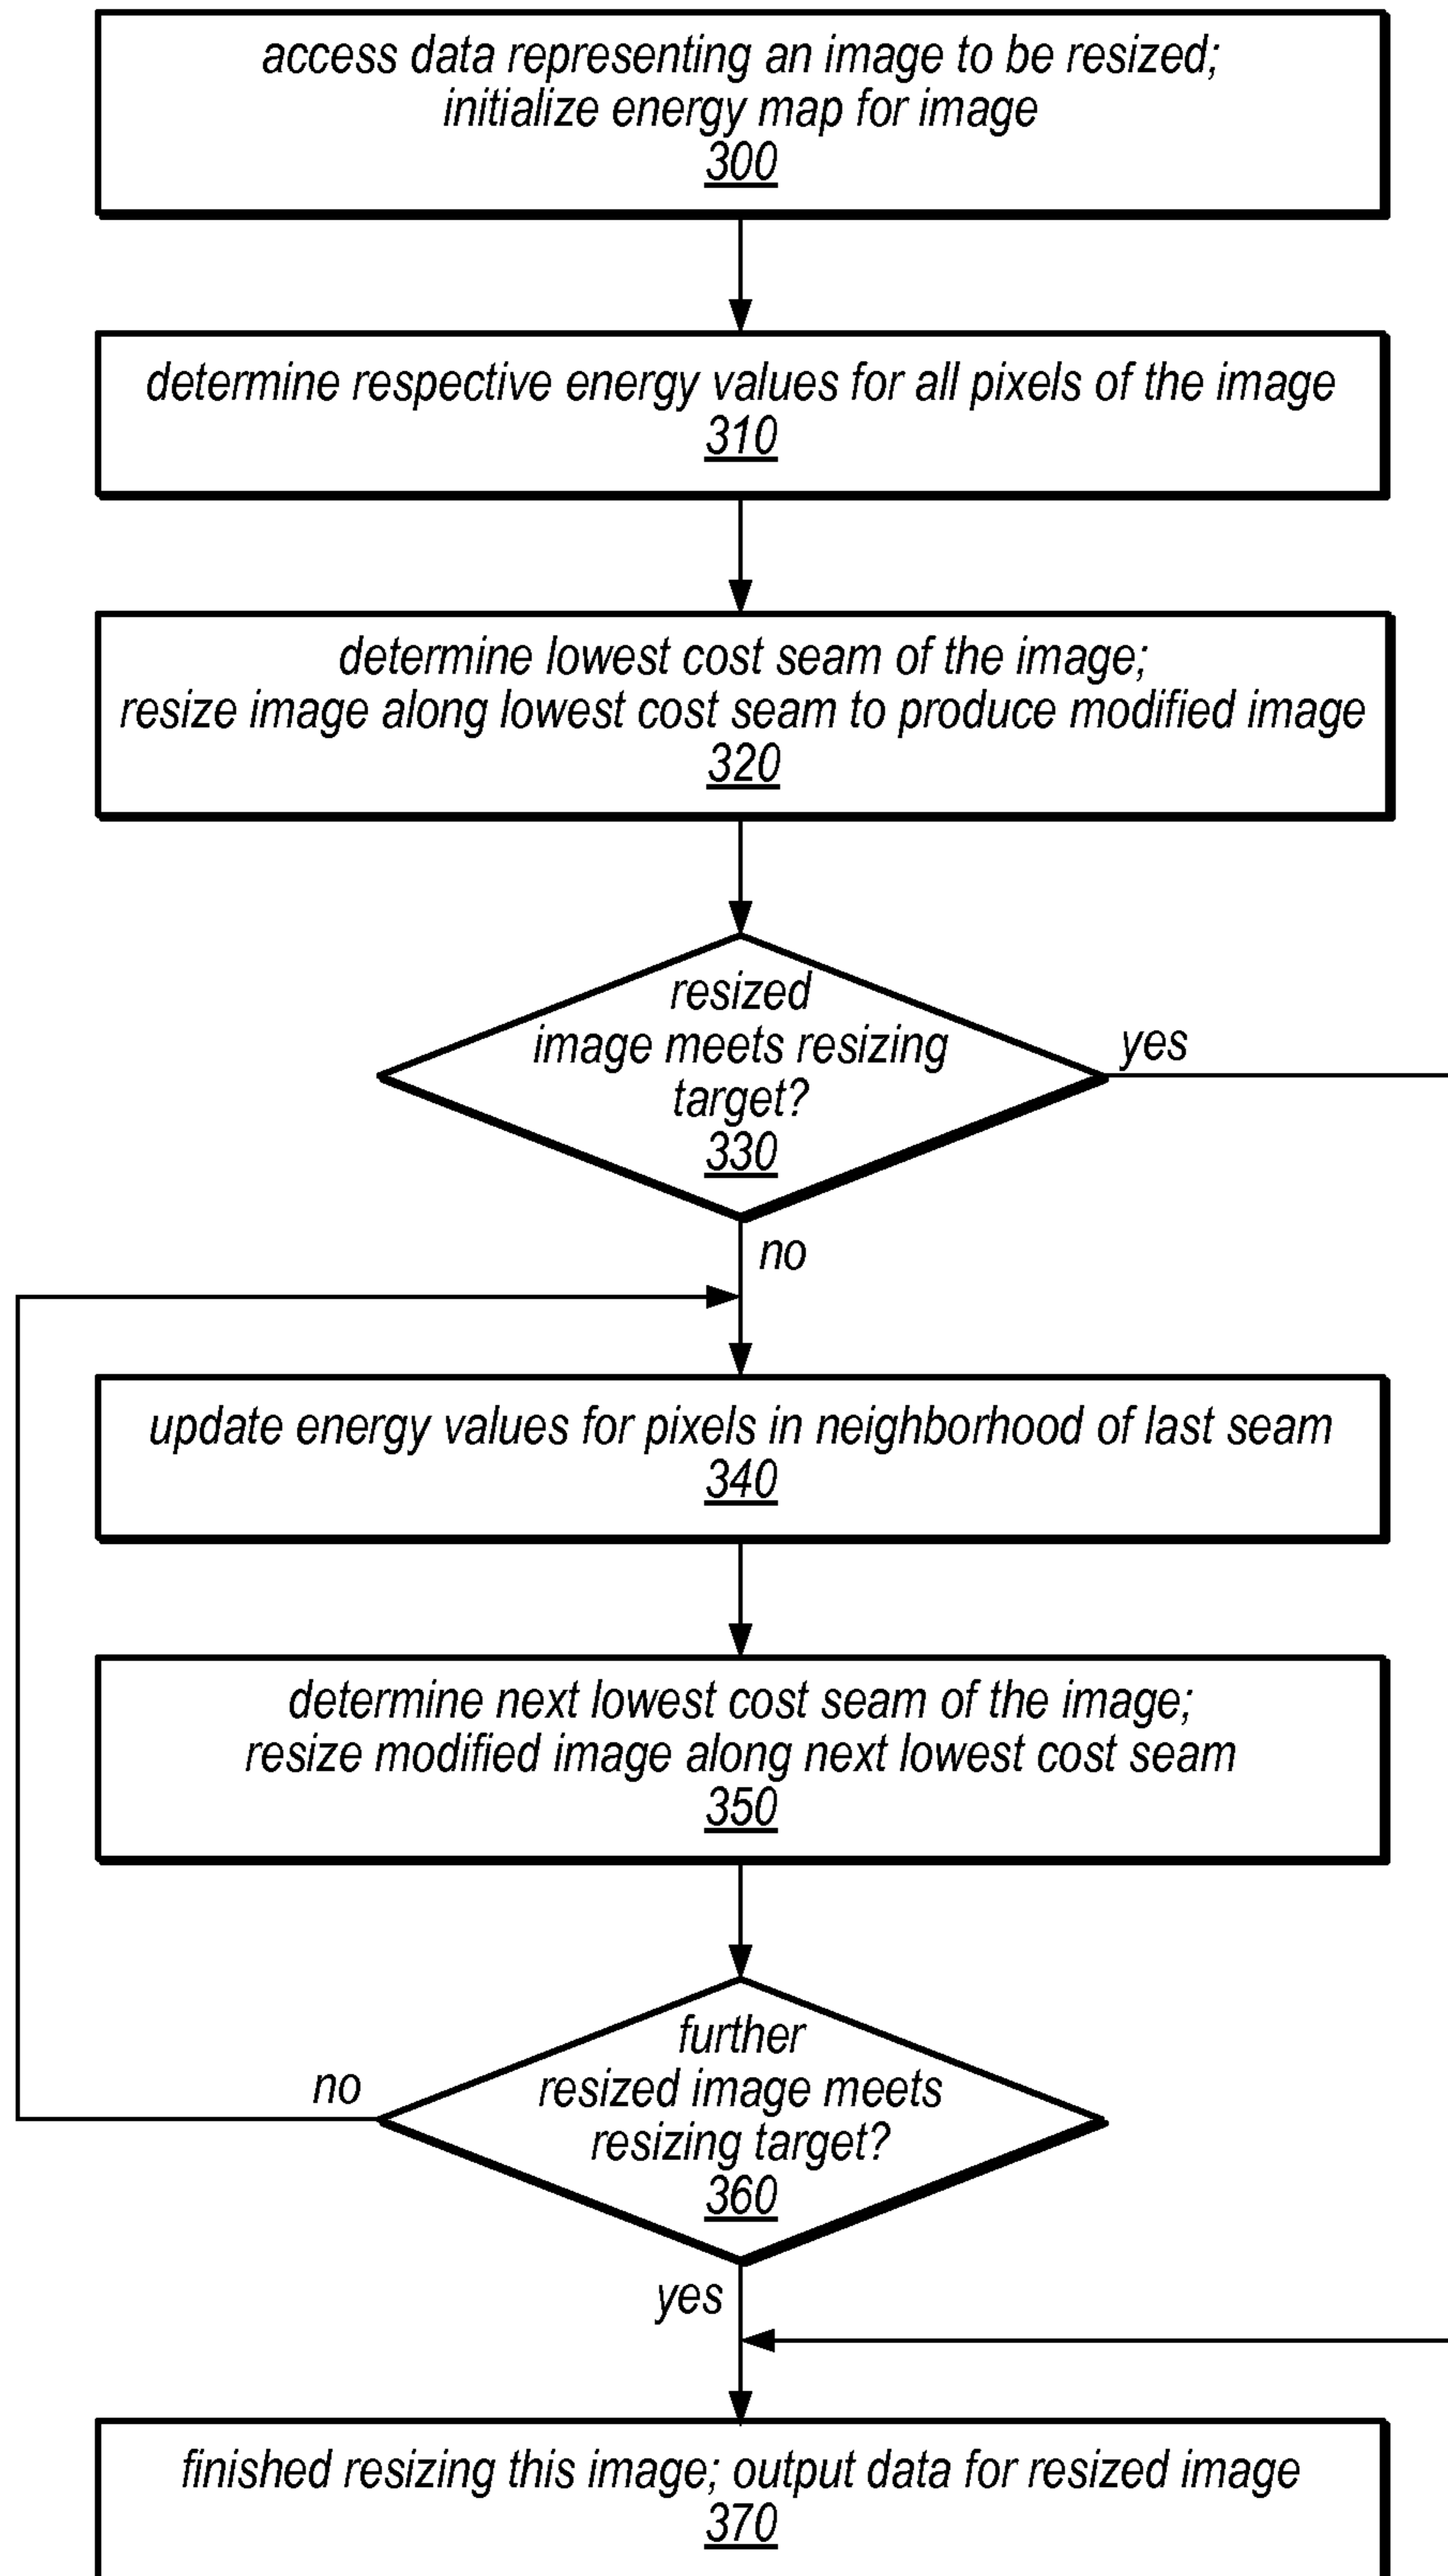 access data representing an image to be resized;
initialize energy map for image
300
determine respective energy values for all pixels of the image
310
determine lowest cost seam of the image;
resize image along lowest cost seam to produce modified image
320
resized
image meets resizing
target?
330
yes
no
update energy values for pixels in neighborhood of last seam
340
determine next lowest cost seam of the image;
resize modified image along next lowest cost seam
350
further
resized image meets
resizing target?
360
no
yes
finished resizing this image; output data for resized image
370